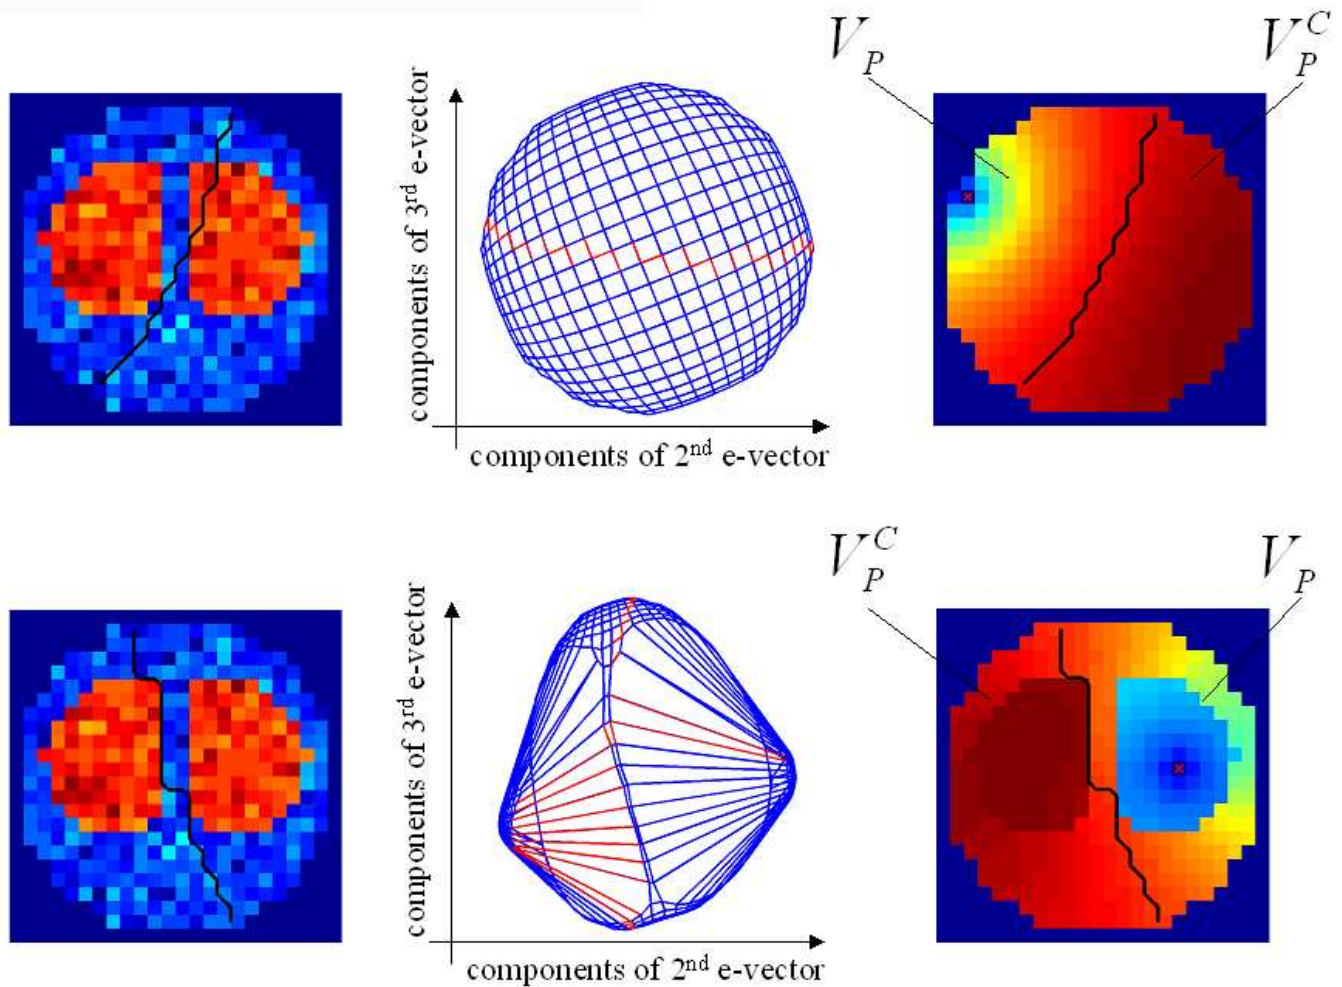 V_P
V_P^C
components of 3rd e-vector
components of 2nd e-vector
V_P^C
V_P
components of 3rd e-vector
components of 2nd e-vector